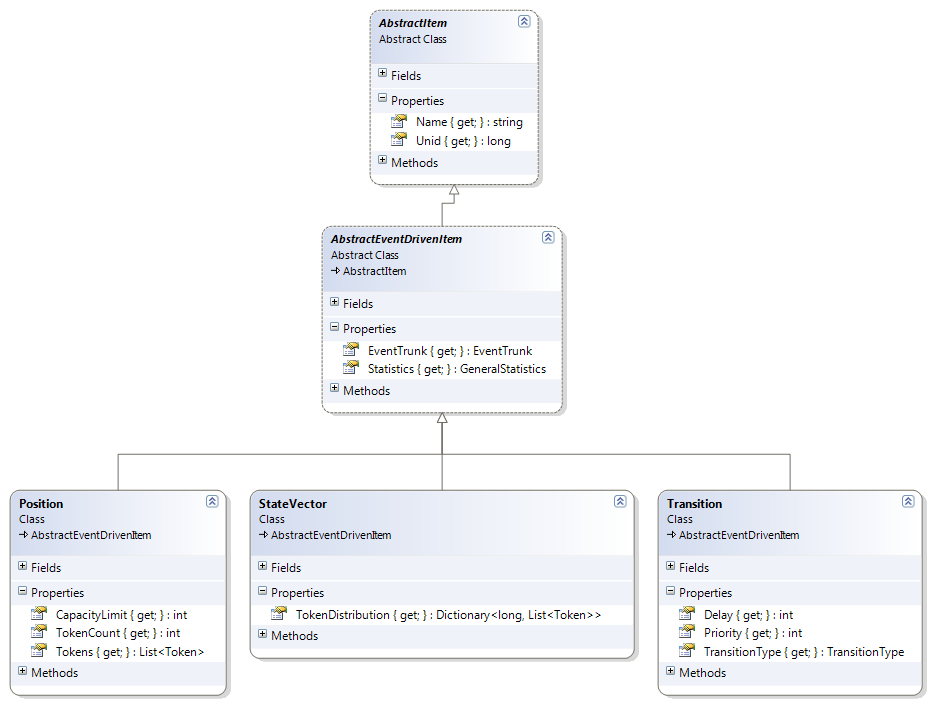 AbstractItem
Abstract Class
Fields
Properties
Name { get; } : string
Unid { get; } : long
Methods
AbstractEventDrivenItem
Abstract Class
AbstractItem
Fields
Properties
EventTrunk { get; } : EventTrunk
Statistics { get; } : GeneralStatistics
Methods
Position
Class
AbstractEventDrivenItem
Fields
Properties
CapacityLimit { get; } : int
TokenCount { get; } : int
Tokens { get; } : List<Token>
Methods
StateVector
Class
AbstractEventDrivenItem
Fields
Properties
TokenDistribution { get; } : Dictionary<long, List<Token>>
Methods
Transition
Class
AbstractEventDrivenItem
Fields
Properties
Delay { get; } : int
Priority { get; } : int
TransitionType { get; } : TransitionType
Methods